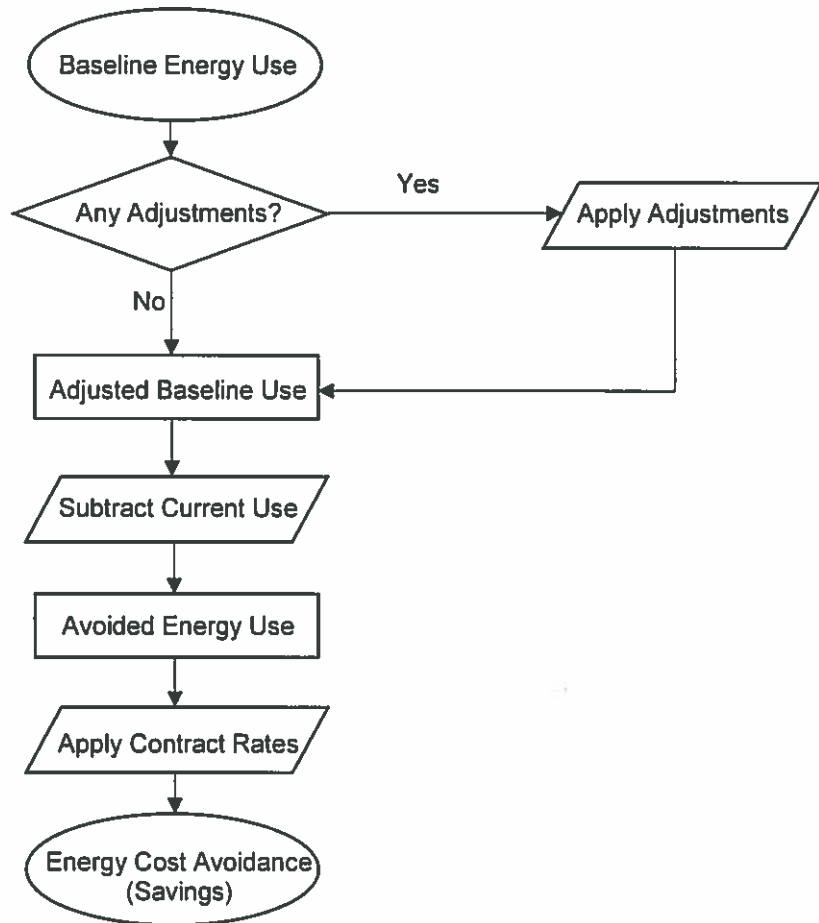 Baseline Energy Use
Any Adjustments?
Yes
Apply Adjustments
No
Adjusted Baseline Use
Subtract Current Use
Avoided Energy Use
Apply Contract Rates
Energy Cost Avoidance
(Savings)